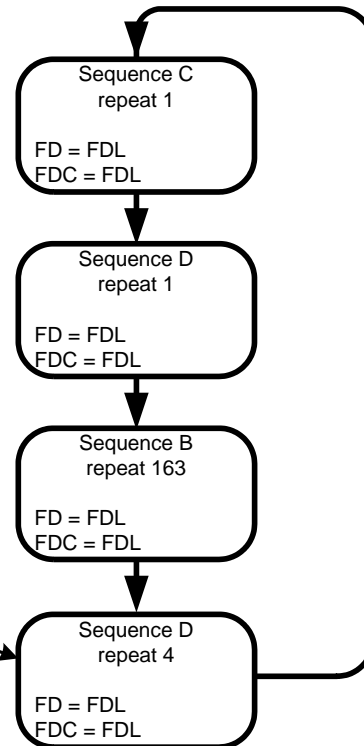 Sequence C
repeat 1
FD = FDL
FDC = FDL
Sequence D
repeat 1
FD = FDL
FDC = FDL
Sequence B
repeat 163
FD = FDL
FDC = FDL
Sequence D
repeat 4
FD = FDL
FDC = FDL